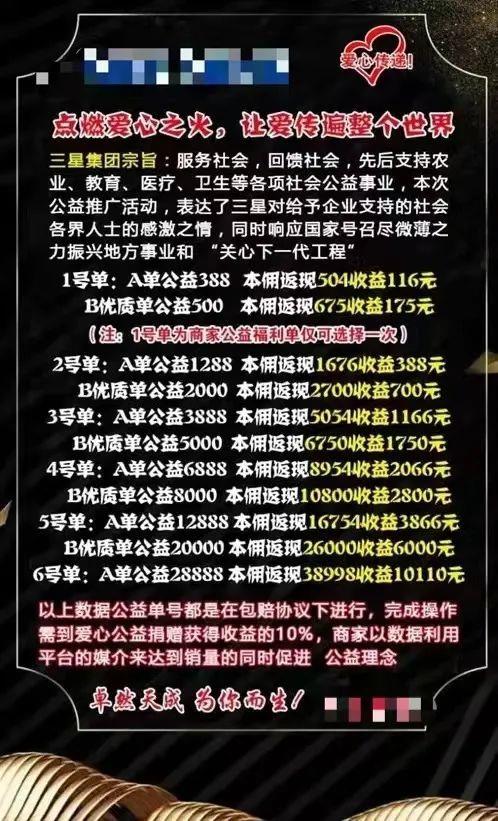 爱心传递!
点燃爱心之火，让爱传遍整个世界
三星集团宗旨：服务社会，回馈社会，先后支持农
业、教育、医疗、卫生等各项社会公益事业，本次
公益推广活动，表达了三星对给予企业支持的社会
各界人士的感激之情，同时响应国家号召尽微薄之
力振兴地方事业和 “关心下一代工程”
1号单：A单公益388 本佣返现504收益116元
B优质单公益500 本佣返现675收益175元
（注：1号单为商家公益福利单仅可选择一次）
2号单：A单公益1288 本佣返现1676收益388元
B优质单公益2000 本佣返现2700收益700元
3号单：A单公益3888 本佣返现5054收益1166元
B优质单公益5000 本佣返现6750收益1750元
4号单：A单公益6888 本佣返现8954收益2066元
B优质单公益8000 本佣返现10800收益2800元
5号单：A单公益12888 本佣返现16754收益3866元
B优质单公益20000 本佣返现26000收益6000元
6号单：A单公益28888 本佣返现38998收益10110元
以上数据公益单号都是在包赔协议下进行，完成操作
需到爱心公益捐赠获得收益的10%，商家以数据利用
平台的媒介来达到销量的同时促进 公益理念
卓然天成 为你而生！